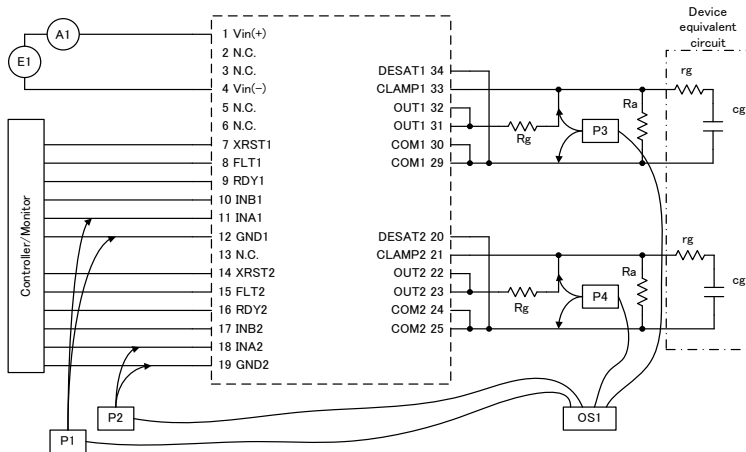 Device
equivalent
circuit
A1
E1
1 Vin(+)
2 N.C.
3 N.C.
4 Vin(-)
5 N.C.
6 N.C.
7 XRST1
8 FLT1
9 RDY1
10 INB1
11 INA1
12 GND1
13 N.C.
14 XRST2
15 FLT2
16 RDY2
17 INB2
18 INA2
19 GND2
Controller/Monitor
DESAT1 34
CLAMP1 33
OUT1 32
OUT1 31
COM1 30
COM1 29
DESAT2 20
CLAMP2 21
OUT2 22
OUT2 23
COM2 24
COM2 25
Rg
P3
Ra
rg
cg
Rg
P4
Ra
rg
cg
P2
P1
OS1